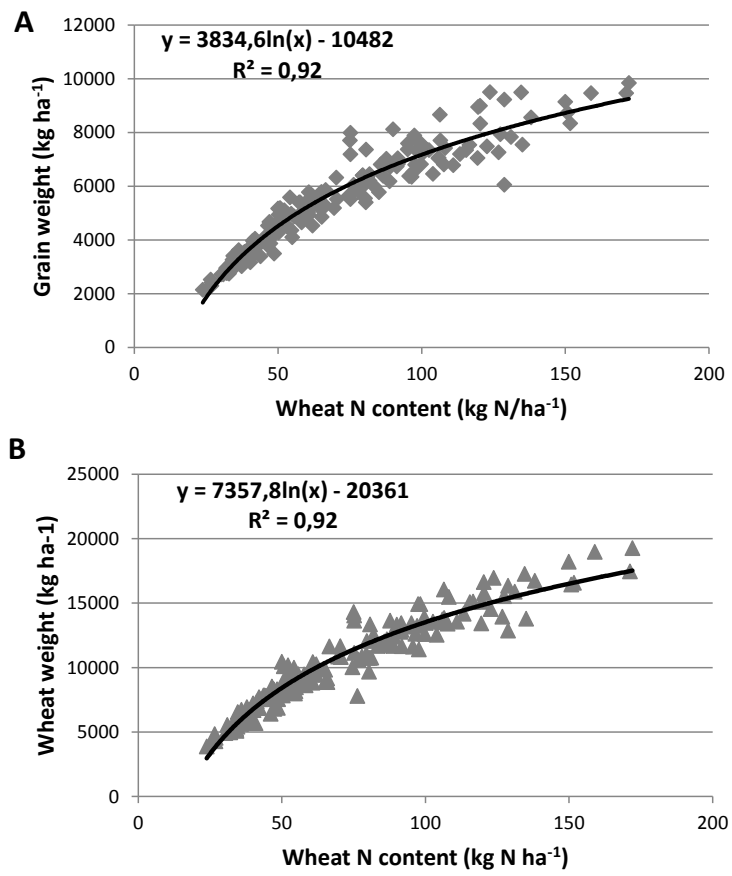 A
y = 3834,6ln(x) - 10482
R² = 0,92
12000
10000
8000
6000
4000
2000
0
Grain weight (kg ha⁻¹)
0 50 100 150 200
Wheat N content (kg N/ha⁻¹)
B
y = 7357,8ln(x) - 20361
R² = 0,92
25000
20000
15000
10000
5000
0
Wheat weight (kg ha-1)
0 50 100 150 200
Wheat N content (kg N ha⁻¹)